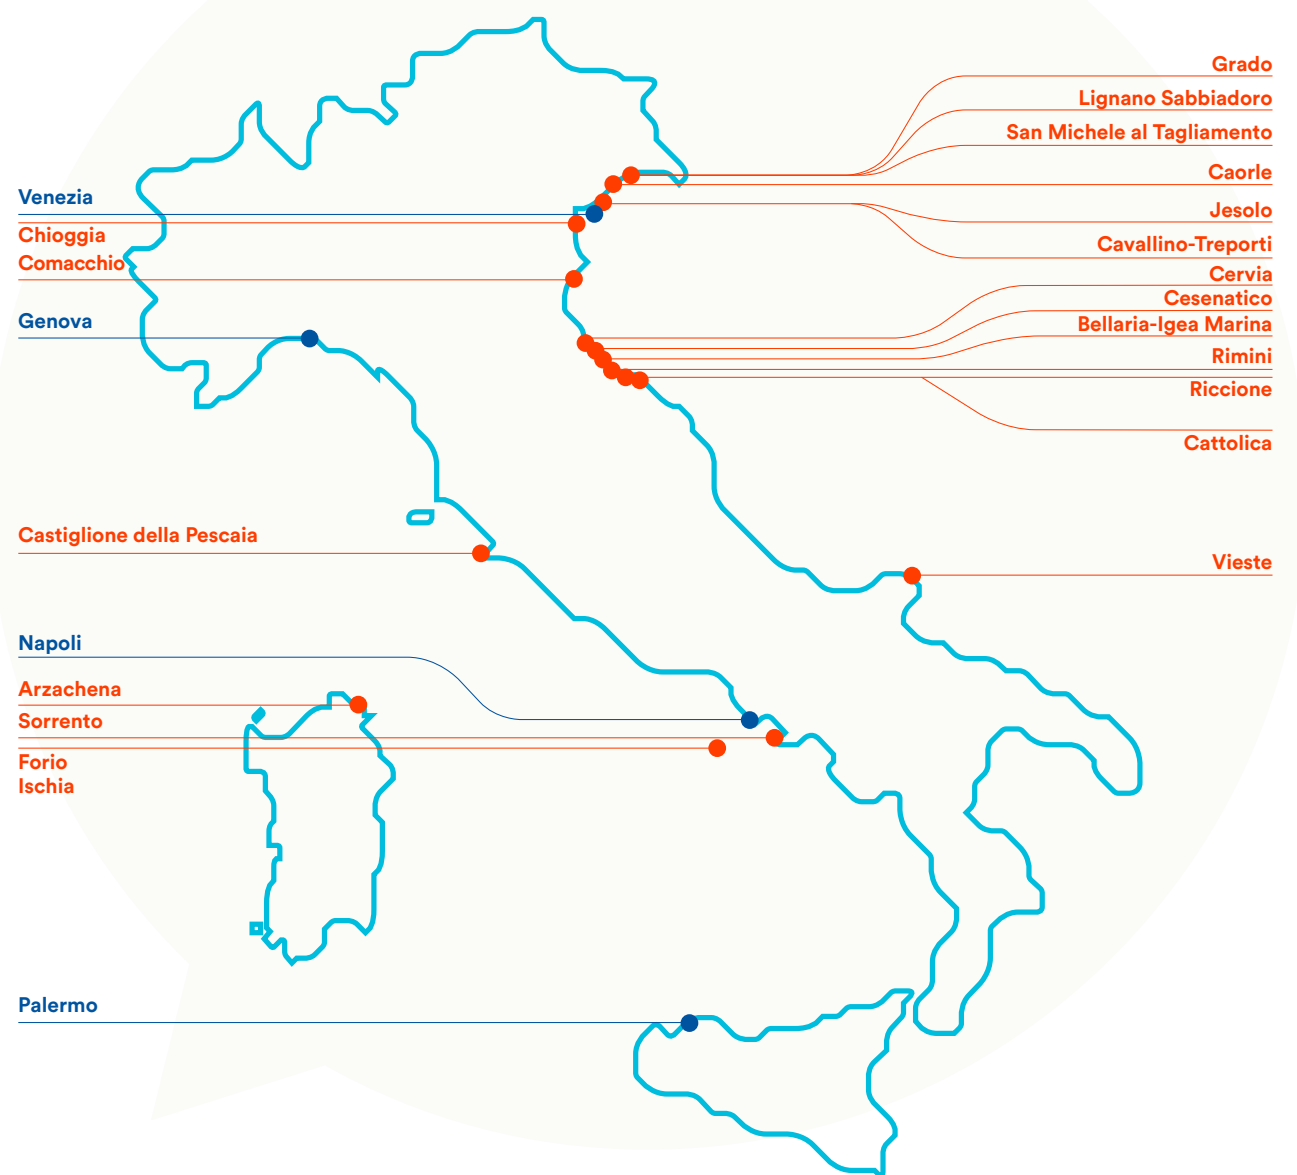 Grado
Lignano Sabbiadoro
San Michele al Tagliamento
Caorle
Jesolo
Cavallino-Treporti
Cervia
Cesenatico
Bellaria-Igea Marina
Rimini
Riccione
Cattolica
Vieste
Venezia
Chioggia
Comacchio
Genova
Castiglione della Pescaia
Napoli
Arzachena
Sorrento
Forio
Ischia
Palermo